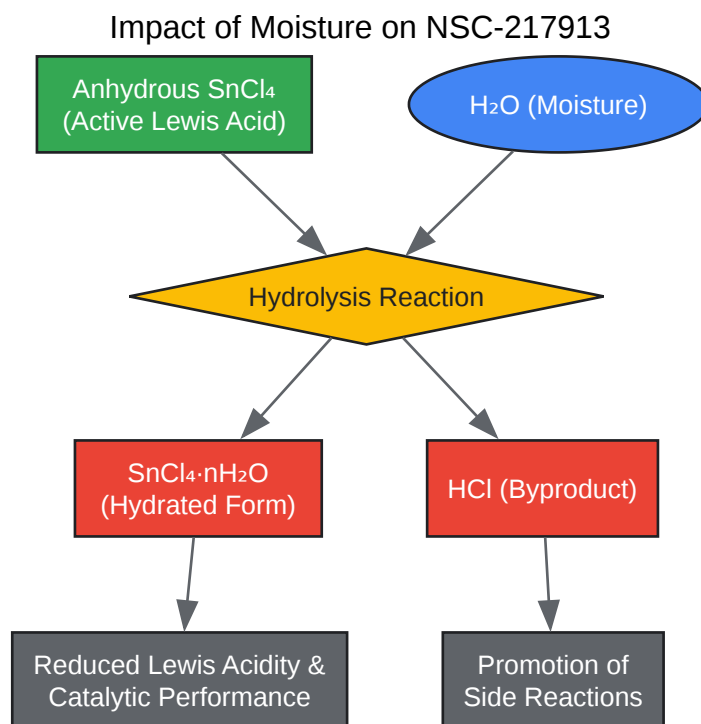 Impact of Moisture on NSC-217913
Anhydrous SnCl₄
(Active Lewis Acid)
H₂O (Moisture)
Hydrolysis Reaction
SnCl₄·nH₂O
(Hydrated Form)
HCl (Byproduct)
Reduced Lewis Acidity &
Catalytic Performance
Promotion of
Side Reactions